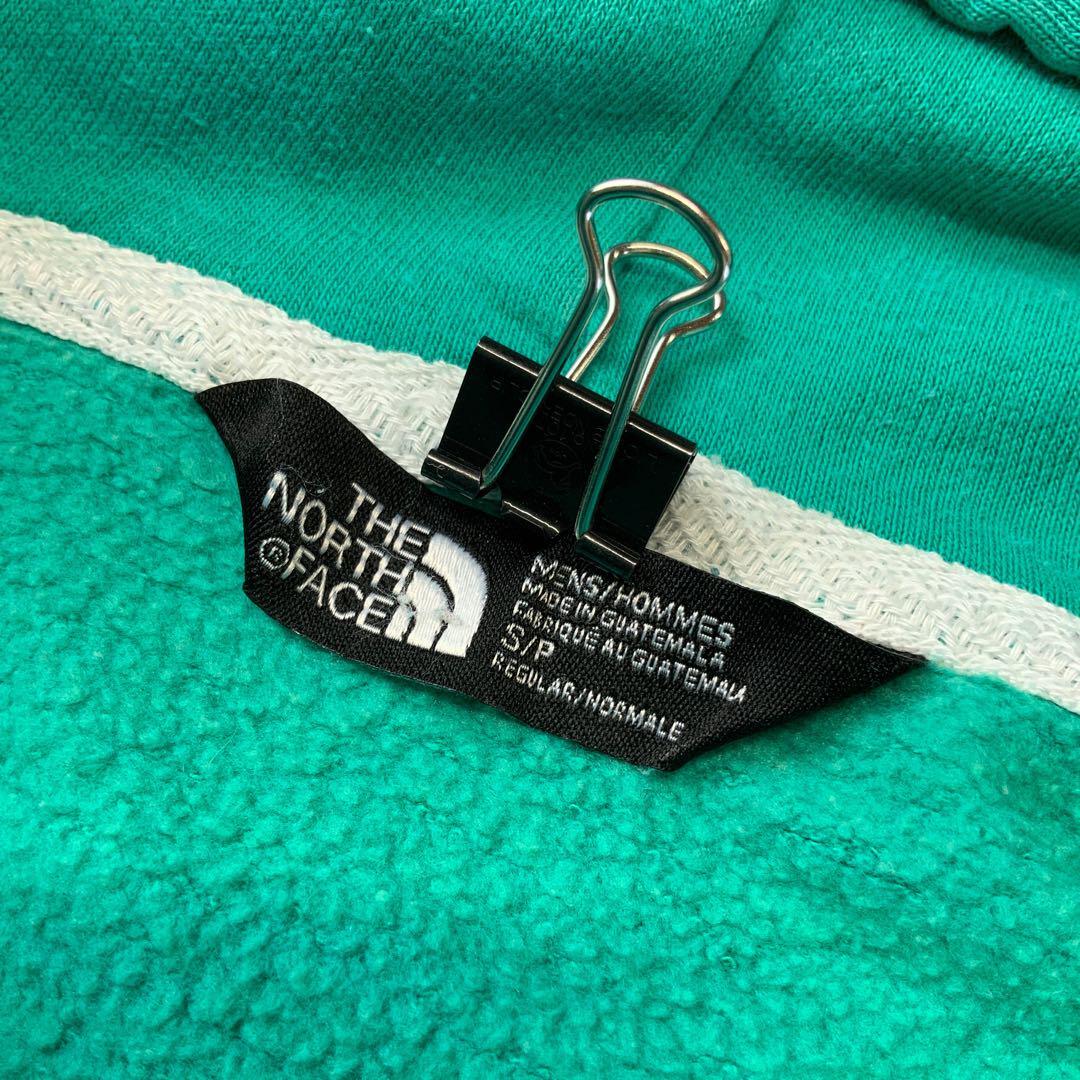 THE
NORTH
FACE
®
MENS/HOMMES
MADE IN GUATEMALA
FABRIQUÉ AU GUATEMALA
S/P
REGULAR/NORMALE